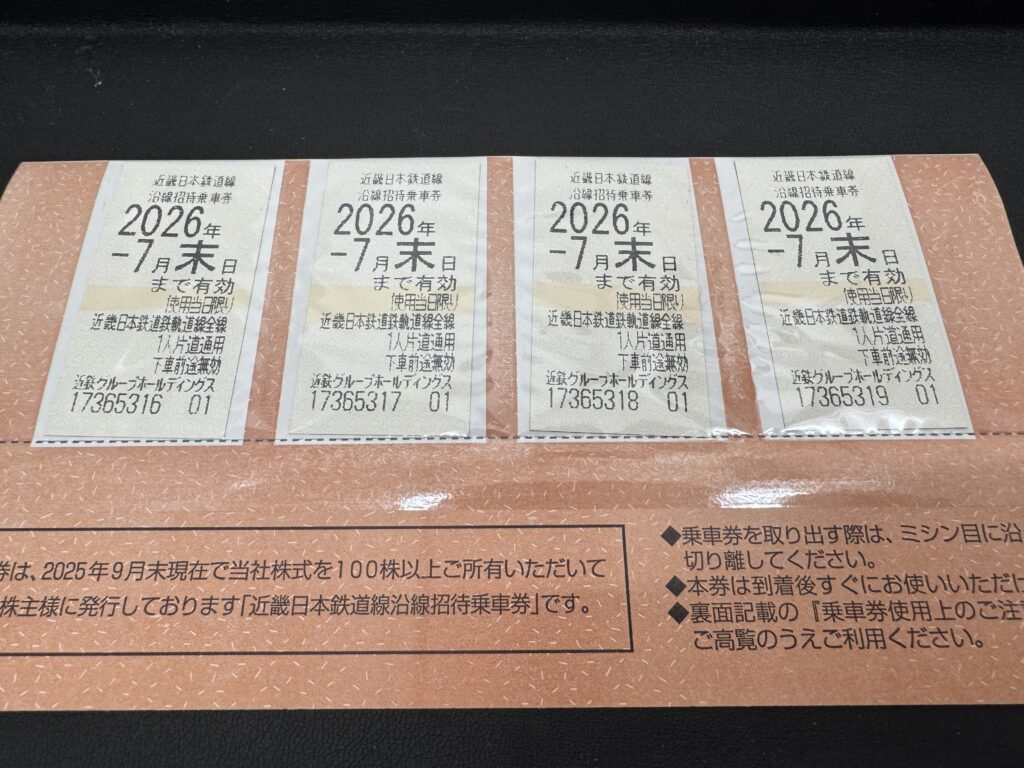 近畿日本鉄道線
沿線招待乗車券
2026年
-7月末日
まで有効
使用当日限り
近畿日本鉄道鉄軌道線全線
1人片道通用
下車前途無効
近鉄グループホールディングス
17365316 01
近畿日本鉄道線
沿線招待乗車券
2026年
-7月末日
まで有効
使用当日限り
近畿日本鉄道鉄軌道線全線
1人片道通用
下車前途無効
近鉄グループホールディングス
17365317 01
近畿日本鉄道線
沿線招待乗車券
2026年
-7月末日
まで有効
使用当日限り
近畿日本鉄道鉄軌道線全線
1人片道通用
下車前途無効
近鉄グループホールディングス
17365318 01
近畿日本鉄道線
沿線招待乗車券
2026年
-7月末日
まで有効
使用当日限り
近畿日本鉄道鉄軌道線全線
1人片道通用
下車前途無効
近鉄グループホールディングス
17365319 01
券は、2025年9月末現在で当社株式を100株以上ご所有いただいて
株主様に発行しております「近畿日本鉄道線沿線招待乗車券」です。
◆乗車券を取り出す際は、ミシン目に沿
切り離してください。
◆本券は到着後すぐにお使いいただけ
◆裏面記載の『乗車券使用上のご注
ご高覧のうえご利用ください。